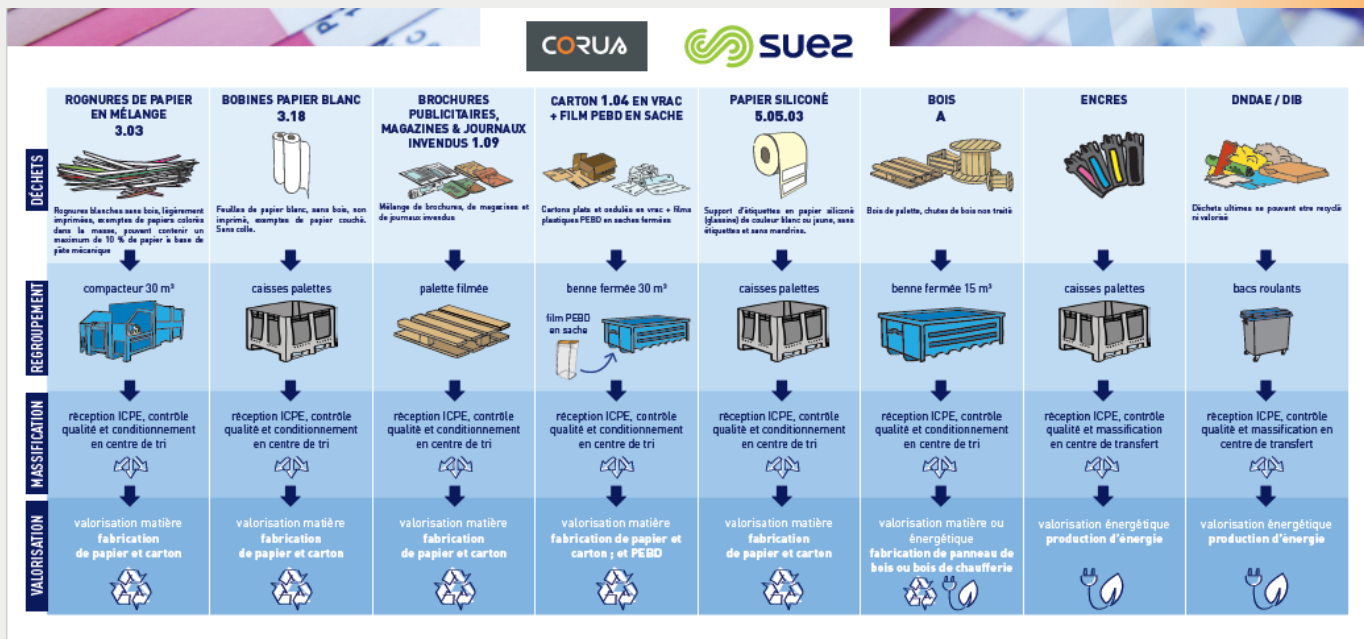 CORUA
suez
DÉCHETS
ROGNURES DE PAPIER
EN MÉLANGE
3.03
Rognures blanches sans bois, légèrement
imprimées, exemptes de papiers colorés
dans la masse, pouvant contenir un
maximum de 10 % de papier à base de
pâte mécanique
BOBINES PAPIER BLANC
3.18
Feuilles de papier blanc, sans bois, non
imprimé, exemptes de papier couché.
Sans colle.
BROCHURES
PUBLICITAIRES,
MAGAZINES & JOURNAUX
INVENDUS 1.09
Mélange de brochures, de magazines et
de journaux invendus
CARTON 1.04 EN VRAC
+ FILM PEBD EN SACHE
Cartons plats et ondulés en vrac + films
plastiques PEBD en saches fermées
PAPIER SILICONÉ
5.05.03
Support d'étiquettes en papier siliconé
(glassine) de couleur blanc ou jaune, sans
étiquettes et sans mandrins.
BOIS
A
Bois de palette, chutes de bois non traité
ENCRES
DNDAE / DIB
Déchets ultimes ne pouvant etre recyclé
ni valorisé
REGROUPEMENT
compacteur 30 m³
caisses palettes
palette filmée
benne fermée 30 m³
film PEBD
en sache
caisses palettes
benne fermée 15 m³
caisses palettes
bacs roulants
MASSIFICATION
réception ICPE, contrôle
qualité et conditionnement
en centre de tri
réception ICPE, contrôle
qualité et conditionnement
en centre de tri
réception ICPE, contrôle
qualité et conditionnement
en centre de tri
réception ICPE, contrôle
qualité et conditionnement
en centre de tri
réception ICPE, contrôle
qualité et conditionnement
en centre de tri
réception ICPE, contrôle
qualité et conditionnement
en centre de tri
réception ICPE, contrôle
qualité et massification
en centre de transfert
réception ICPE, contrôle
qualité et massification en
centre de transfert
VALORISATION
valorisation matière
fabrication
de papier et carton
valorisation matière
fabrication
de papier et carton
valorisation matière
fabrication
de papier et carton
valorisation matière
fabrication de papier et
carton ; et PEBD
valorisation matière
fabrication
de papier et carton
valorisation matière ou
énergétique
fabrication de panneau de
bois ou bois de chaufferie
valorisation énergétique
production d'énergie
valorisation énergétique
production d'énergie